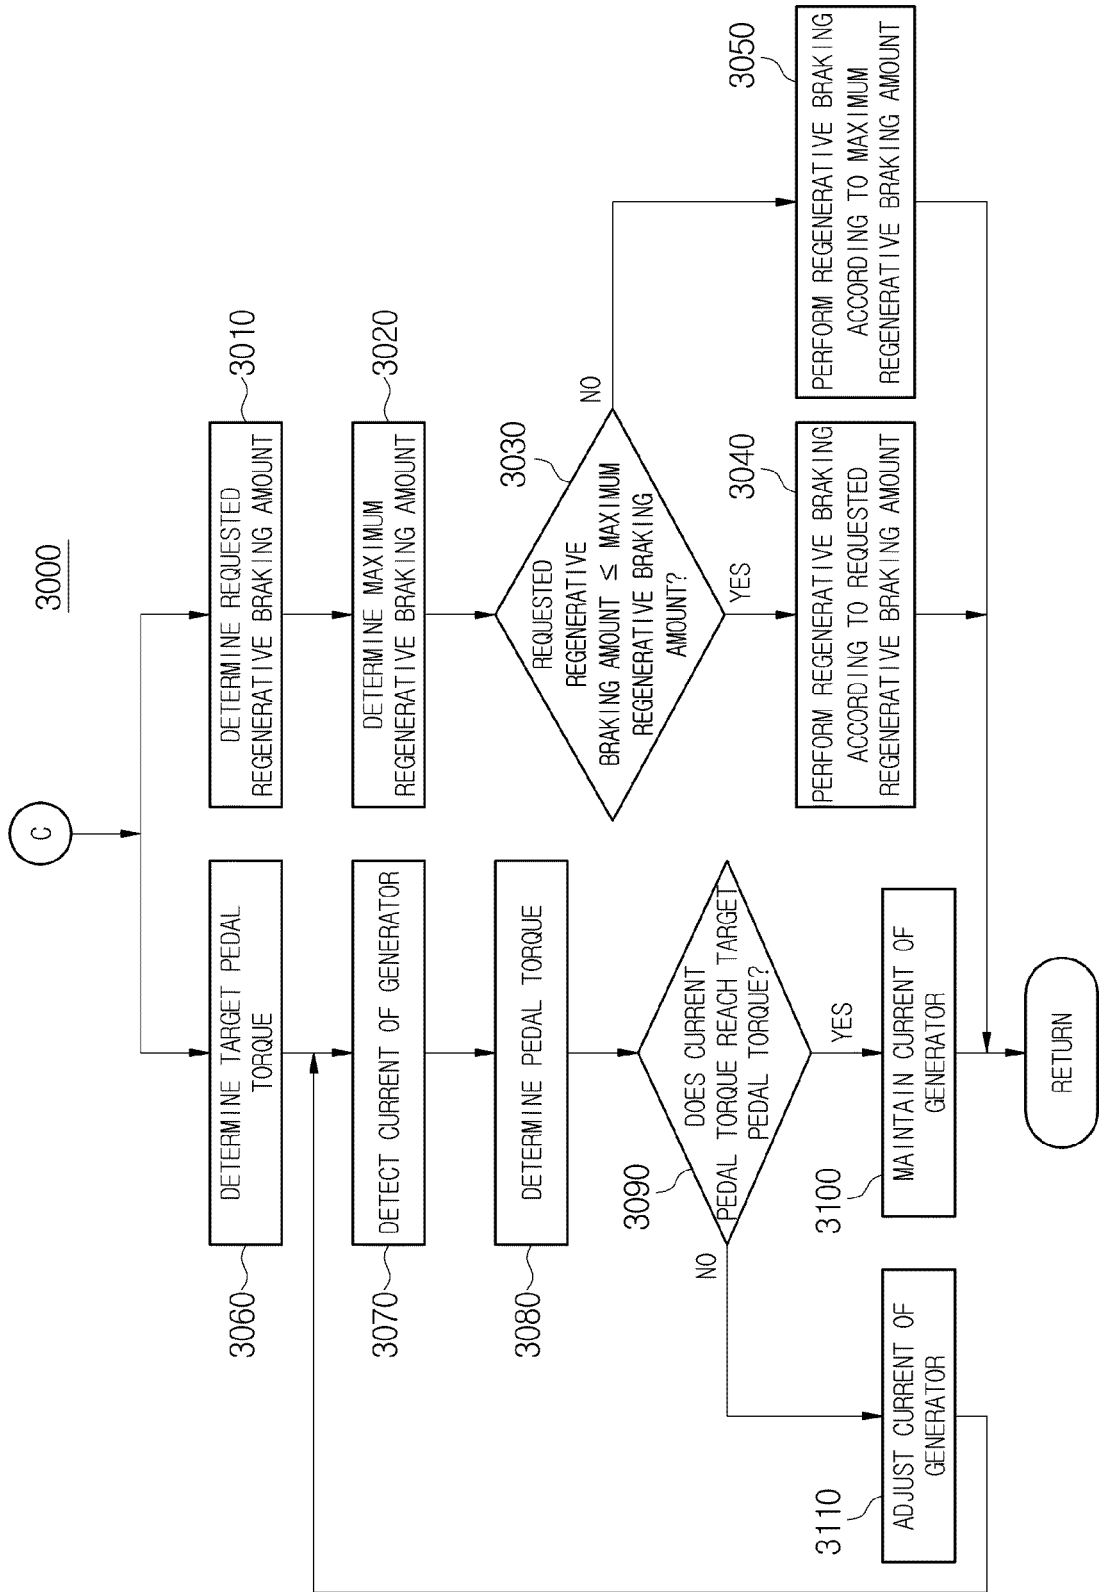 3000
C
DETERMINE TARGET PEDAL
TORQUE
3060
DETECT CURRENT OF GENERATOR
3070
DETERMINE PEDAL TORQUE
3080
DOES CURRENT
PEDAL TORQUE REACH TARGET
PEDAL TORQUE?
3090
NO
YES
ADJUST CURRENT OF
GENERATOR
3110
MAINTAIN CURRENT OF
GENERATOR
3100
DETERMINE REQUESTED
REGENERATIVE BRAKING AMOUNT
3010
DETERMINE MAXIMUM
REGENERATIVE BRAKING AMOUNT
3020
REQUESTED
REGENERATIVE
BRAKING AMOUNT ≤ MAXIMUM
REGENERATIVE BRAKING
AMOUNT?
3030
NO
YES
PERFORM REGENERATIVE BRAKING
ACCORDING TO REQUESTED
REGENERATIVE BRAKING AMOUNT
3040
PERFORM REGENERATIVE BRAKING
ACCORDING TO MAXIMUM
REGENERATIVE BRAKING AMOUNT
3050
RETURN